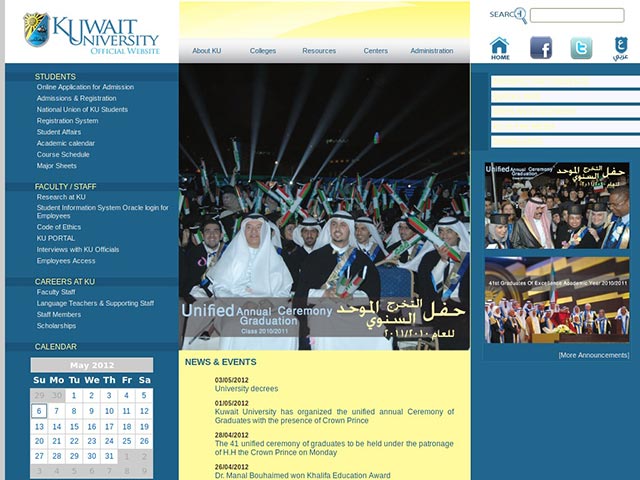 KUWAIT
UNIVERSITY
OFFICIAL WEBSITE
SEARCH
HOME
ع
عربي
About KU
Colleges
Resources
Centers
Administration
STUDENTS
Online Application for Admission
Admissions & Registration
National Union of KU Students
Registration System
Student Affairs
Academic calendar
Course Schedule
Major Sheets
FACULTY / STAFF
Research at KU
Student Information System Oracle login for
Employees
Code of Ethics
KU PORTAL
Interviews with KU Officials
Employees Access
CAREERS AT KU
Faculty Staff
Language Teachers & Supporting Staff
Staff Members
Scholarships
CALENDAR
May 2012
Su Mo Tu We Th Fr Sa
29 30 1 2 3 4 5
6 7 8 9 10 11 12
13 14 15 16 17 18 19
20 21 22 23 24 25 26
27 28 29 30 31 1 2
3 4 5 6 7 8 9
Unified Annual Ceremony
Graduation
Class 2010/2011
حفل التخرج الموحد
السنوي
للعام ٢٠١١/٢٠١٠
NEWS & EVENTS
03/05/2012
University decrees
01/05/2012
Kuwait University has organized the unified annual Ceremony of
Graduates with the presence of Crown Prince
28/04/2012
The 41 unified ceremony of graduates to be held under the patronage
of H.H the Crown Prince on Monday
26/04/2012
Dr. Manal Bouhaimed won Khalifa Education Award
Unified Annual Ceremony
Graduation
حفل التخرج الموحد
السنوي
41st Graduates Of Excellence Academic Year 2010/2011
[More Announcements]